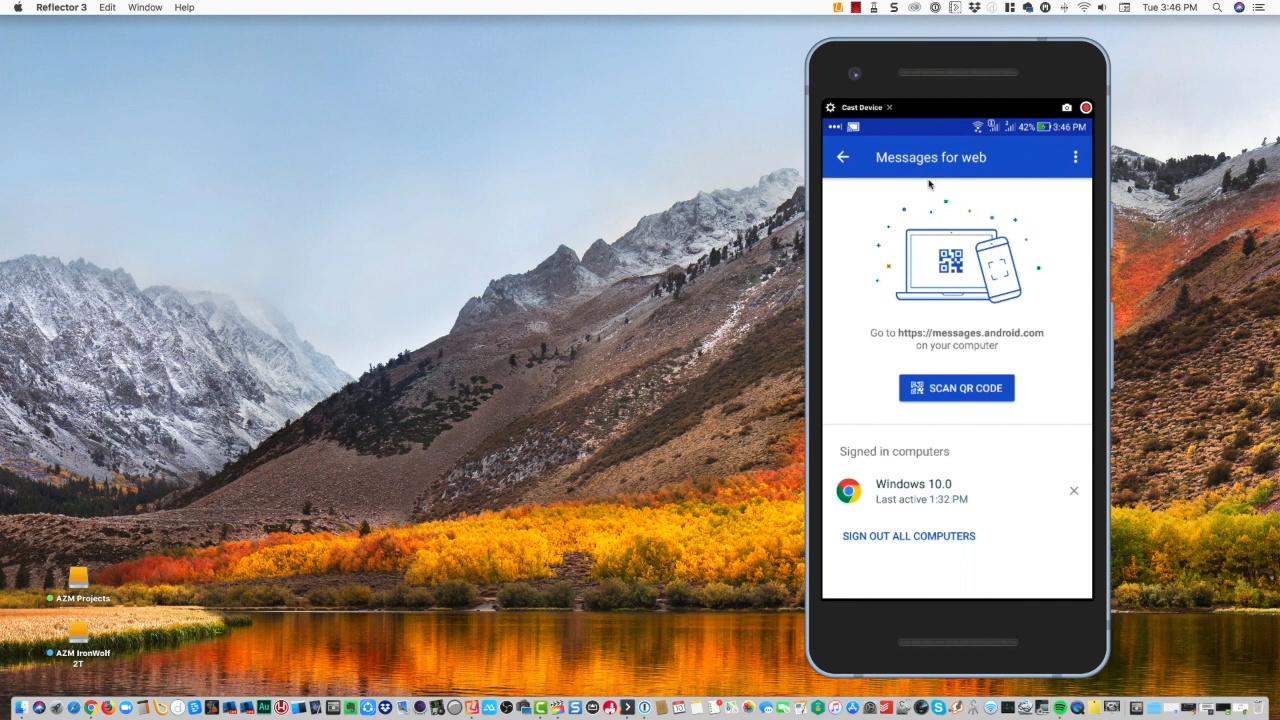 Reflector 3 Edit Window Help
Tue 3:46 PM
Cast Device
42% 3:46 PM
Messages for web
Go to https://messages.android.com
on your computer
SCAN QR CODE
Signed in computers
Windows 10.0
Last active 1:32 PM
SIGN OUT ALL COMPUTERS
AZM Projects
AZM IronWolf
2T